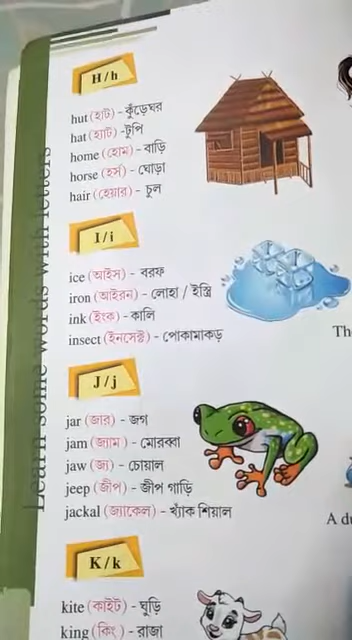 Learn some words with letters
H/h
hut (হাট) - কুঁড়েঘর
hat (হ্যাট) -টুপি
home (হোম) - বাড়ি
horse (হর্স) - ঘোড়া
hair (হেয়ার) - চুল
I/i
ice (আইস) - বরফ
iron (আইরন) - লোহা / ইস্ত্রি
ink (ইংক) - কালি
insect (ইনসেক্ট) - পোকামাকড়
Th
J/j
jar (জার) - জগ
jam (জ্যাম) - মোরব্বা
jaw (জ্য) - চোয়াল
jeep (জীপ) - জীপ গাড়ি
jackal (জ্যাকেল) - খ্যাঁক শিয়াল
A du
K/k
kite (কাইট) - ঘুড়ি
king (কিং) - রাজা